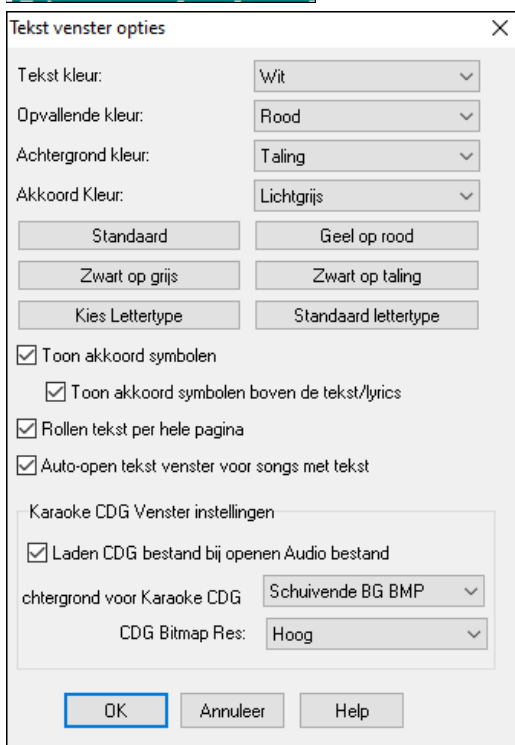 Tekst venster opties
Tekst kleur: Wit
Opvallende kleur: Rood
Achtergrond kleur: Taling
Akkoord Kleur: Lichtgrijs
Standaard Geel op rood
Zwart op grijs Zwart op taling
Kies Lettertype Standaard lettertype
Toon akkoord symbolen
Toon akkoord symbolen boven de tekst/lyrics
Rollen tekst per hele pagina
Auto-open tekst venster voor songs met tekst
Karaoke CDG Venster instellingen
Laden CDG bestand bij openen Audio bestand
chtergrond voor Karaoke CDG Schuivende BG BMP
CDG Bitmap Res: Hoog
OK Annuleer Help